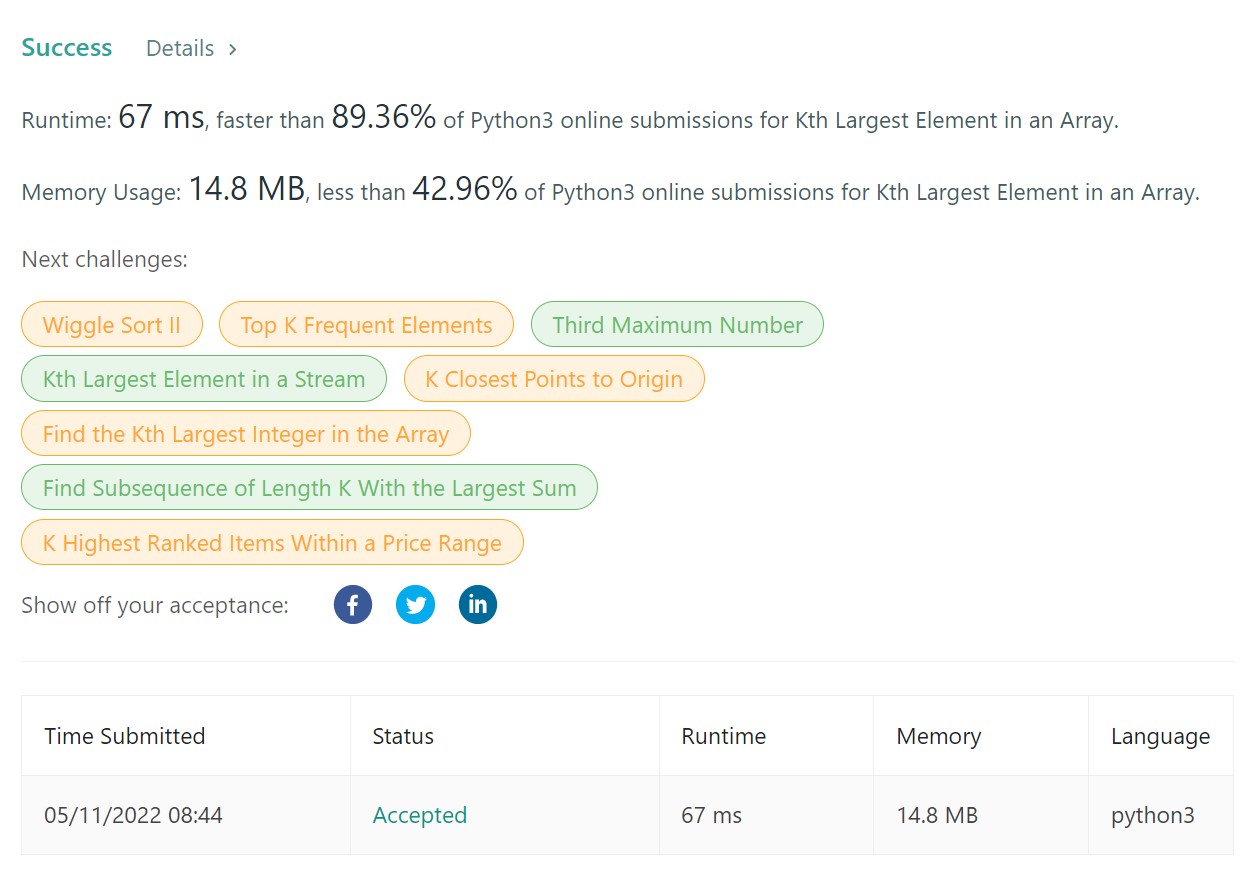 Success Details >
Runtime: 67 ms, faster than 89.36% of Python3 online submissions for Kth Largest Element in an Array.
Memory Usage: 14.8 MB, less than 42.96% of Python3 online submissions for Kth Largest Element in an Array.
Next challenges:
Wiggle Sort II Top K Frequent Elements Third Maximum Number
Kth Largest Element in a Stream K Closest Points to Origin
Find the Kth Largest Integer in the Array
Find Subsequence of Length K With the Largest Sum
K Highest Ranked Items Within a Price Range
Show off your acceptance: f in
Time Submitted Status Runtime Memory Language
05/11/2022 08:44 Accepted 67 ms 14.8 MB python3